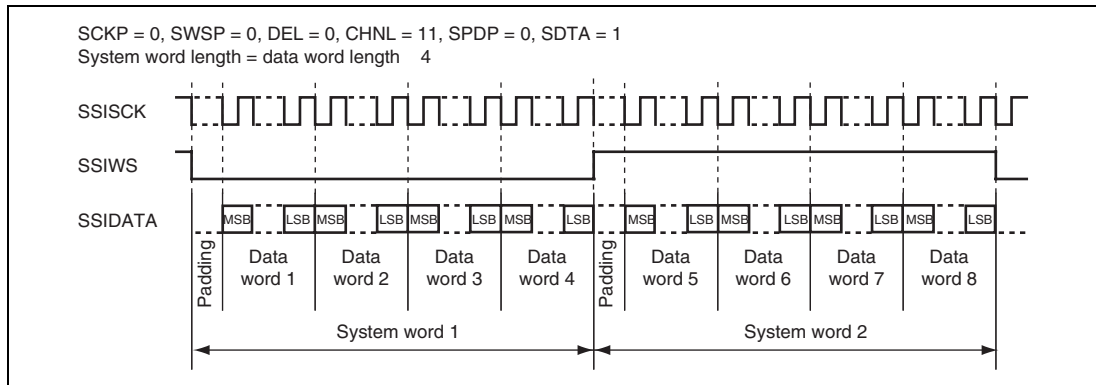 SCKP = 0, SWSP = 0, DEL = 0, CHNL = 11, SPDP = 0, SDTA = 1
System word length = data word length 4
SSISCK
SSIWS
SSIDATA
MSB LSB MSB LSB MSB LSB MSB LSB MSB LSB MSB LSB MSB LSB MSB LSB
Padding Data word 1 Data word 2 Data word 3 Data word 4 Padding Data word 5 Data word 6 Data word 7 Data word 8
System word 1 System word 2